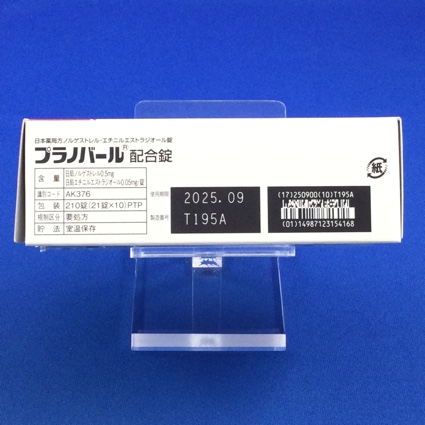 日本薬局方ノルゲストレル・エチニルエストラジオール錠
プラノバール® 配合錠
含量 日局ノルゲストレル0.5mg
日局エチニルエストラジオール0.05mg/錠
識別コード AK376
包装 210錠[21錠×10]PTP
規制区分 要処方
貯法 室温保存
使用期限 2025.09
製造番号 T195A
(17)250900(10)T195A
(01)14987123154168
紙